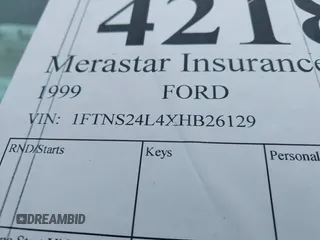 4218
Merastar Insurance
1999 FORD
VIN: 1FTNS24L4XHB26129
RND/Starts Keys Personal
DREAMBID